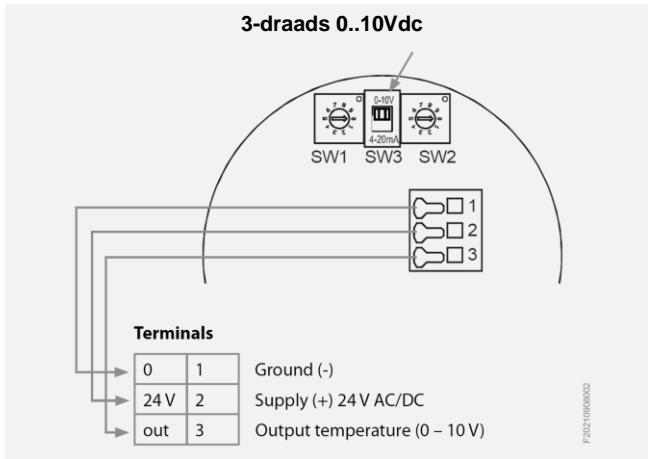 3-draads 0..10Vdc
0-10V
4-20mA
SW1 SW3 SW2
1
2
3
Terminals
0 1 Ground (-)
24 V 2 Supply (+) 24 V AC/DC
out 3 Output temperature (0 – 10 V)
F20210908002